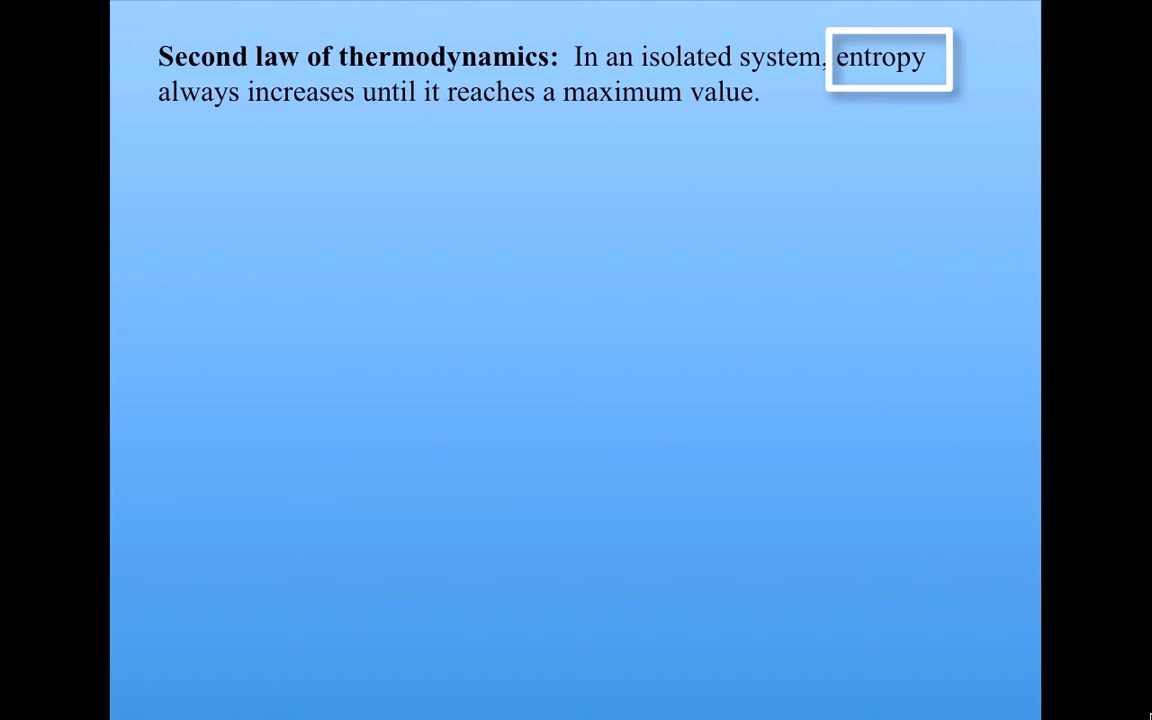 Second law of thermodynamics: In an isolated system, entropy
always increases until it reaches a maximum value.